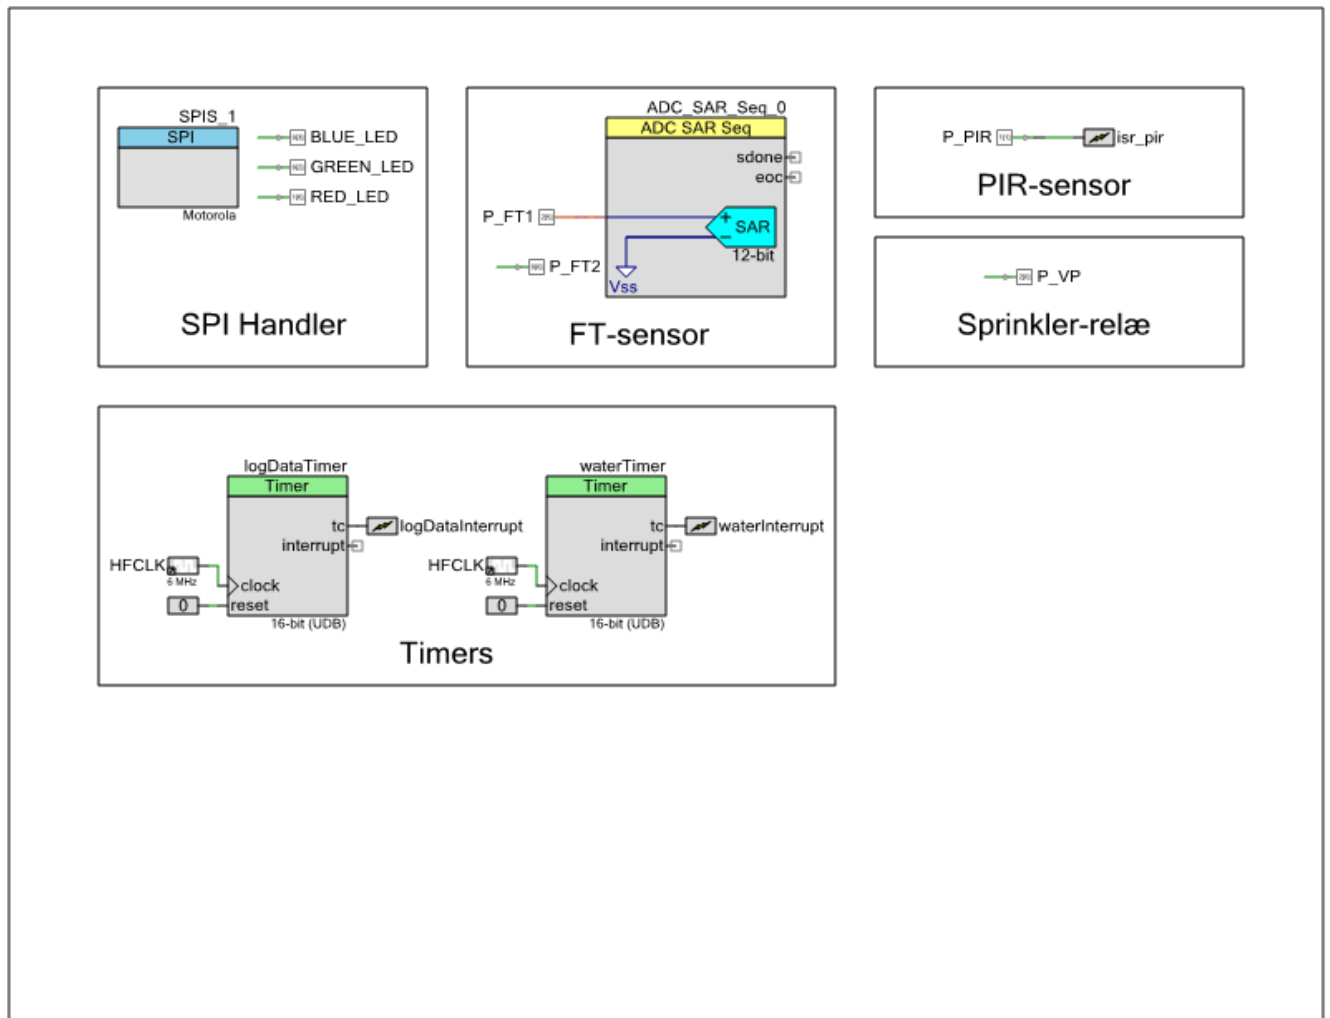 SPIS_1
SPI
Motorola
BLUE_LED
GREEN_LED
RED_LED
SPI Handler
ADC_SAR_Seq_0
ADC SAR Seq
sdone
eoc
P_FT1
+
SAR
−
12-bit
P_FT2
Vss
FT-sensor
P_PIR
isr_pir
PIR-sensor
P_VP
Sprinkler-relæ
logDataTimer
Timer
tc
logDataInterrupt
interrupt
HFCLK
6 MHz
clock
0
reset
16-bit (UDB)
waterTimer
Timer
tc
waterInterrupt
interrupt
HFCLK
6 MHz
clock
0
reset
16-bit (UDB)
Timers